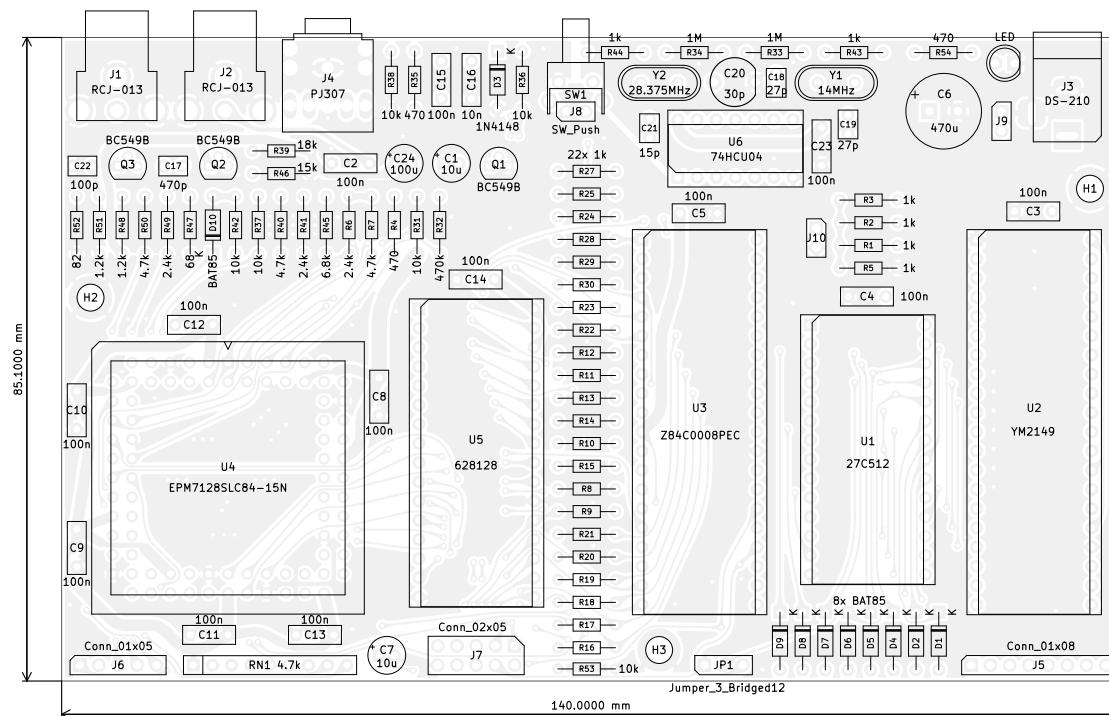 1k
1M
1M
1k
470
LED
R44
R34
R33
R43
R54
J1
RCJ-013
J2
RCJ-013
J4
PJ307
R38
R35
C15
C16
D3
K
R36
10k
470
100n
10n
1N4148
10k
SW1
J8
SW_Push
Y2
28.375MHz
C20
30p
C18
27p
Y1
14MHz
C6
+
470u
J9
J3
DS-210
C21
15p
U6
74HCU04
C23
100n
C19
27p
BC549B
BC549B
C22
100p
Q3
C17
470p
Q2
R39
18k
R46
15k
C2
100n
+
C24
100u
+
C1
10u
Q1
BC549B
22x 1k
R27
R25
R24
R28
R29
R30
R23
R22
R12
R11
R13
R14
R10
R15
R8
R9
R21
R20
R19
R18
R17
R16
R53
10k
R52
R51
R48
R50
R49
R47
D10
R42
R37
R40
R41
R45
R6
R7
R4
R31
R32
82
1.2k
1.2k
4.7k
2.4k
68
K
BAT85
10k
10k
4.7k
2.4k
6.8k
2.4k
4.7k
470
10k
470k
100n
C5
R3
1k
R2
1k
R1
1k
R5
1k
J10
H1
100n
C3
C4
100n
H2
100n
C12
100n
C14
C10
100n
C8
100n
U4
EPM7128SLC84-15N
U5
628128
U3
Z84C0008PEC
U1
27C512
U2
YM2149
C9
100n
100n
C11
100n
C13
8x BAT85
K
K
K
K
K
K
K
K
D9
D8
D7
D6
D5
D4
D2
D1
Conn_01x05
J6
RN1 4.7k
+
C7
10u
Conn_02x05
J7
H3
JP1
Jumper_3_Bridged12
Conn_01x08
J5
85.1000 mm
140.0000 mm